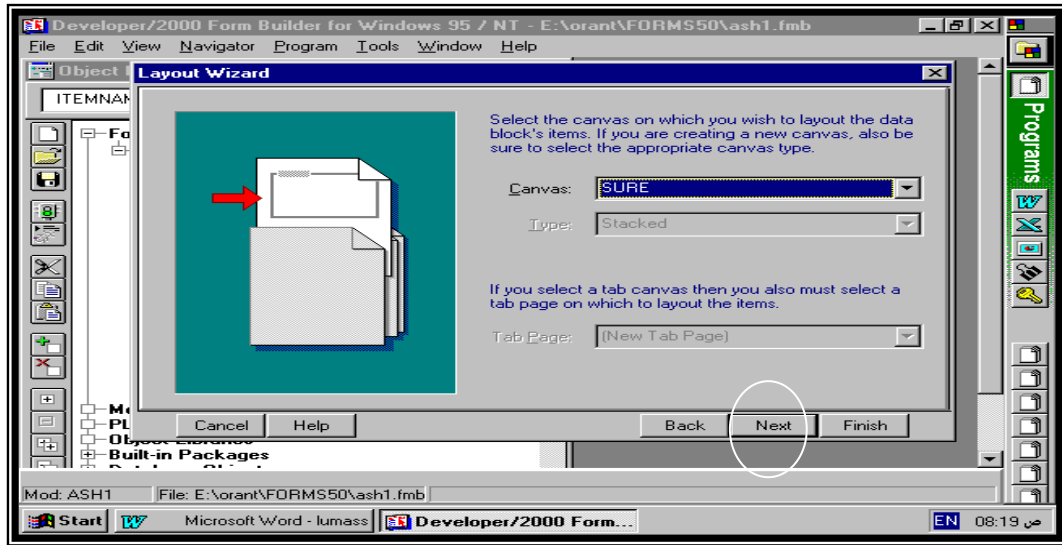 Developer/2000 Form Builder for Windows 95 / NT - E:\orant\FORMS50\ash1.fmb
File Edit View Navigator Program Tools Window Help
Object
Layout Wizard
ITEMNAM
Fo
Select the canvas on which you wish to layout the data
block's items. If you are creating a new canvas, also be
sure to select the appropriate canvas type.
Canvas: SURE
Type: Stacked
If you select a tab canvas then you also must select a
tab page on which to layout the items.
Tab Page: (New Tab Page)
Cancel Help Back Next Finish
PL
Built-in Packages
Mod: ASH1 File: E:\orant\FORMS50\ash1.fmb
Start Microsoft Word - lumass Developer/2000 Form... EN 08:19 ص
Programs